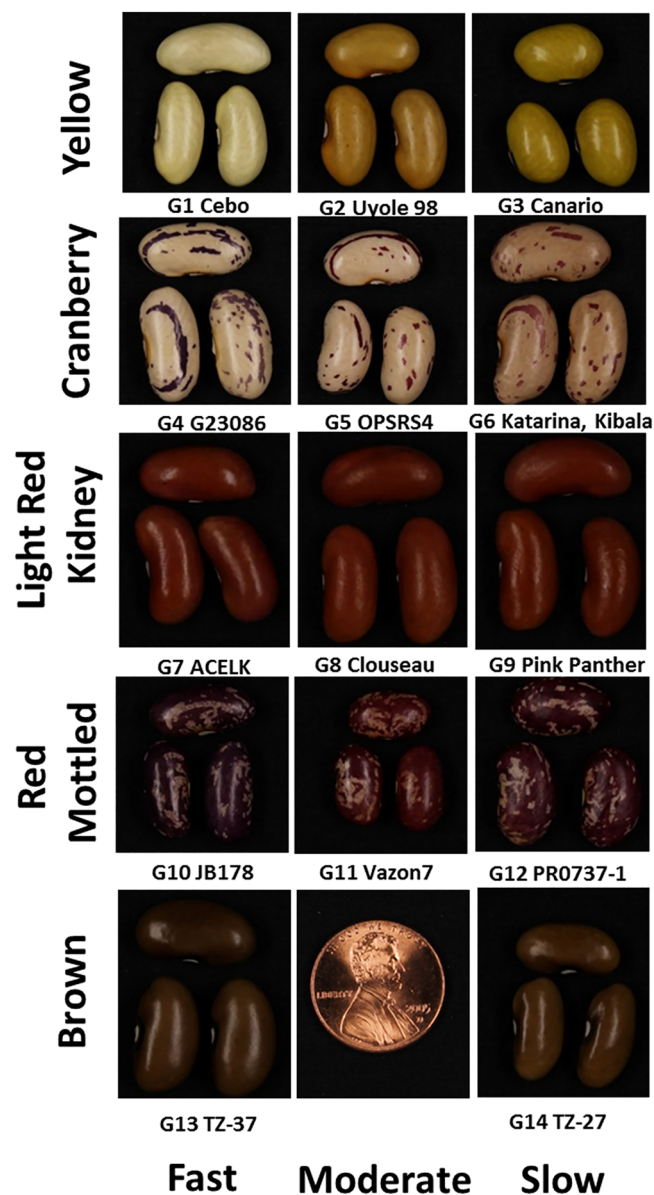 Yellow
G1 Cebo
G2 Uyole 98
G3 Canario
Cranberry
G4 G23086
G5 OPSRS4
G6 Katarina, Kibala
Light Red
Kidney
G7 ACELK
G8 Clouseau
G9 Pink Panther
Red
Mottled
G10 JB178
G11 Vazon7
G12 PR0737-1
Brown
LIBERTY
2005
G13 TZ-37
G14 TZ-27
Fast
Moderate
Slow